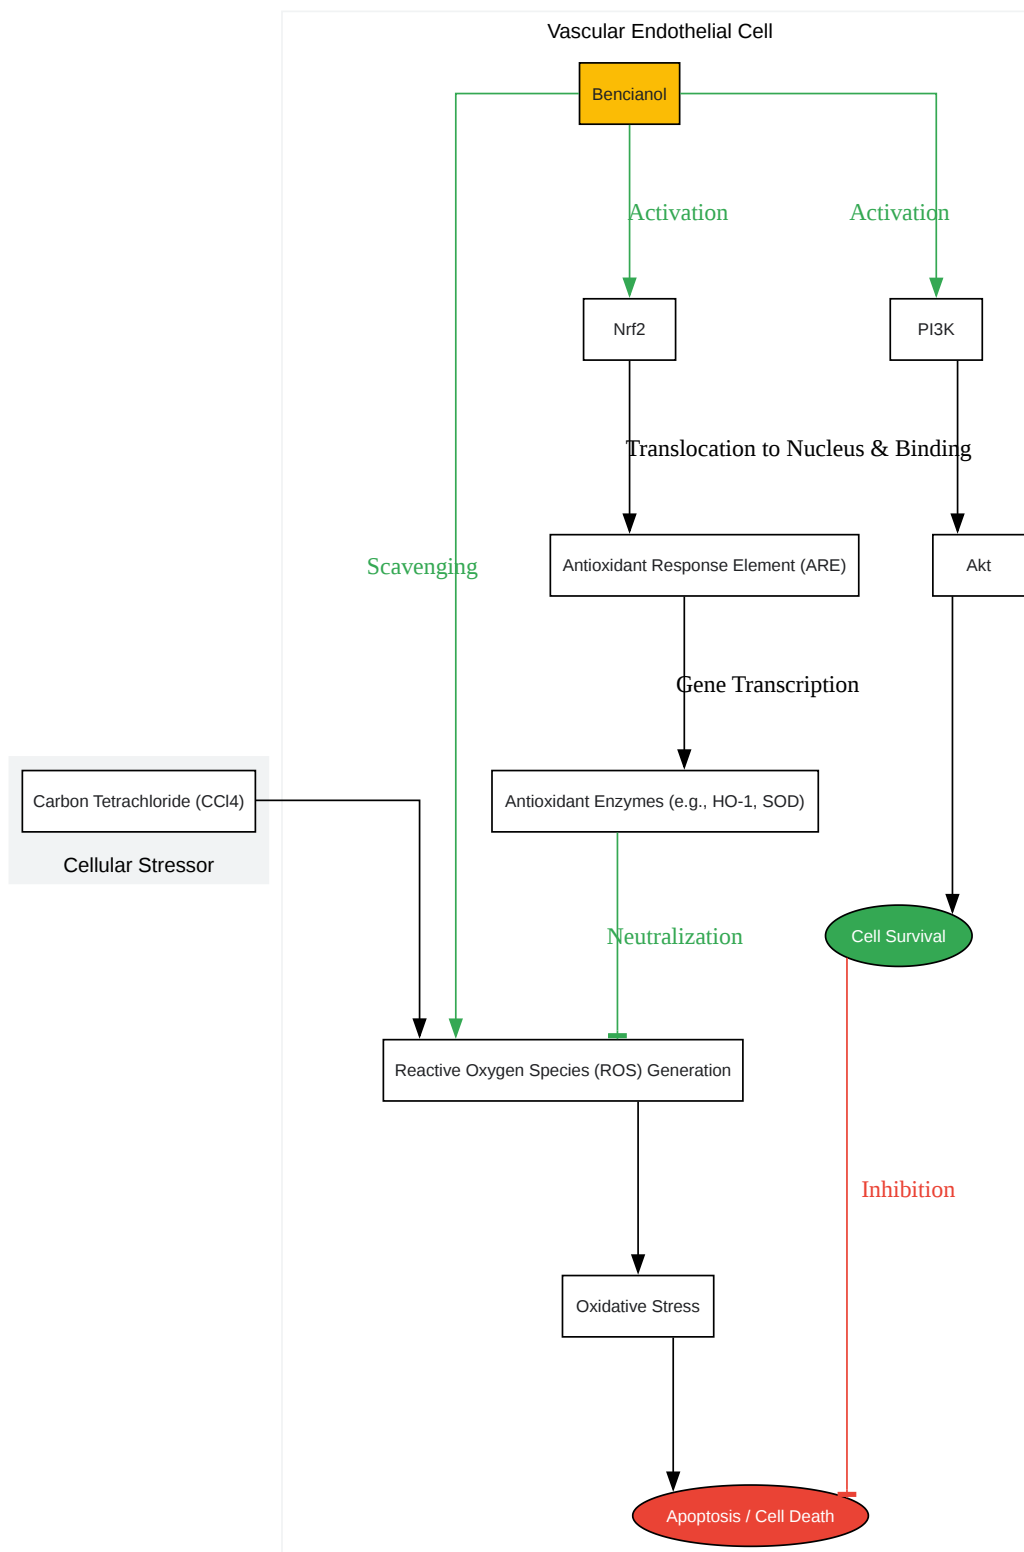 Vascular Endothelial Cell
Bencianol
Activation
Activation
Nrf2
PI3K
Translocation to Nucleus & Binding
Scavenging
Antioxidant Response Element (ARE)
Akt
Gene Transcription
Carbon Tetrachloride (CCl4)
Antioxidant Enzymes (e.g., HO-1, SOD)
Cellular Stressor
Neutralization
Cell Survival
Reactive Oxygen Species (ROS) Generation
Inhibition
Oxidative Stress
Apoptosis / Cell Death